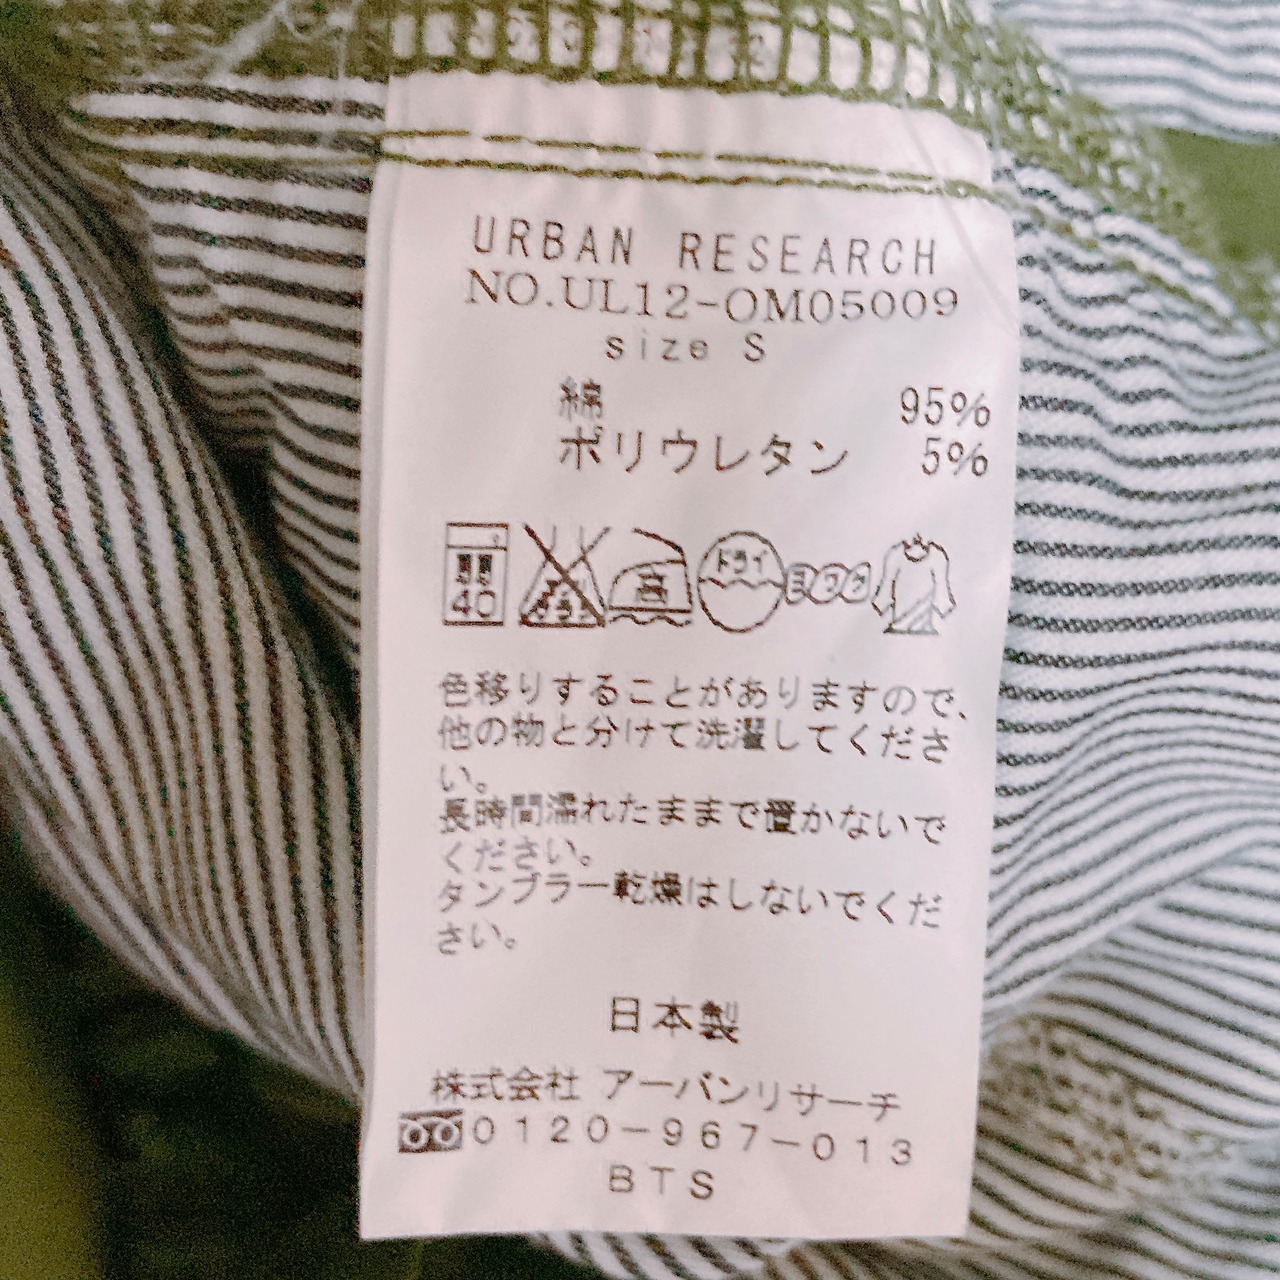 URBAN RESEARCH
NO.UL12-OM05009
size S
綿 95%
ポリウレタン 5%
40 高 ドライ エンソ
色移りすることがありますので、
他の物と分けて洗濯してくださ
い。
長時間濡れたままで置かないで
ください。
タンブラー乾燥はしないでくだ
さい。
日本製
株式会社 アーバンリサーチ
0120-967-013
BTS